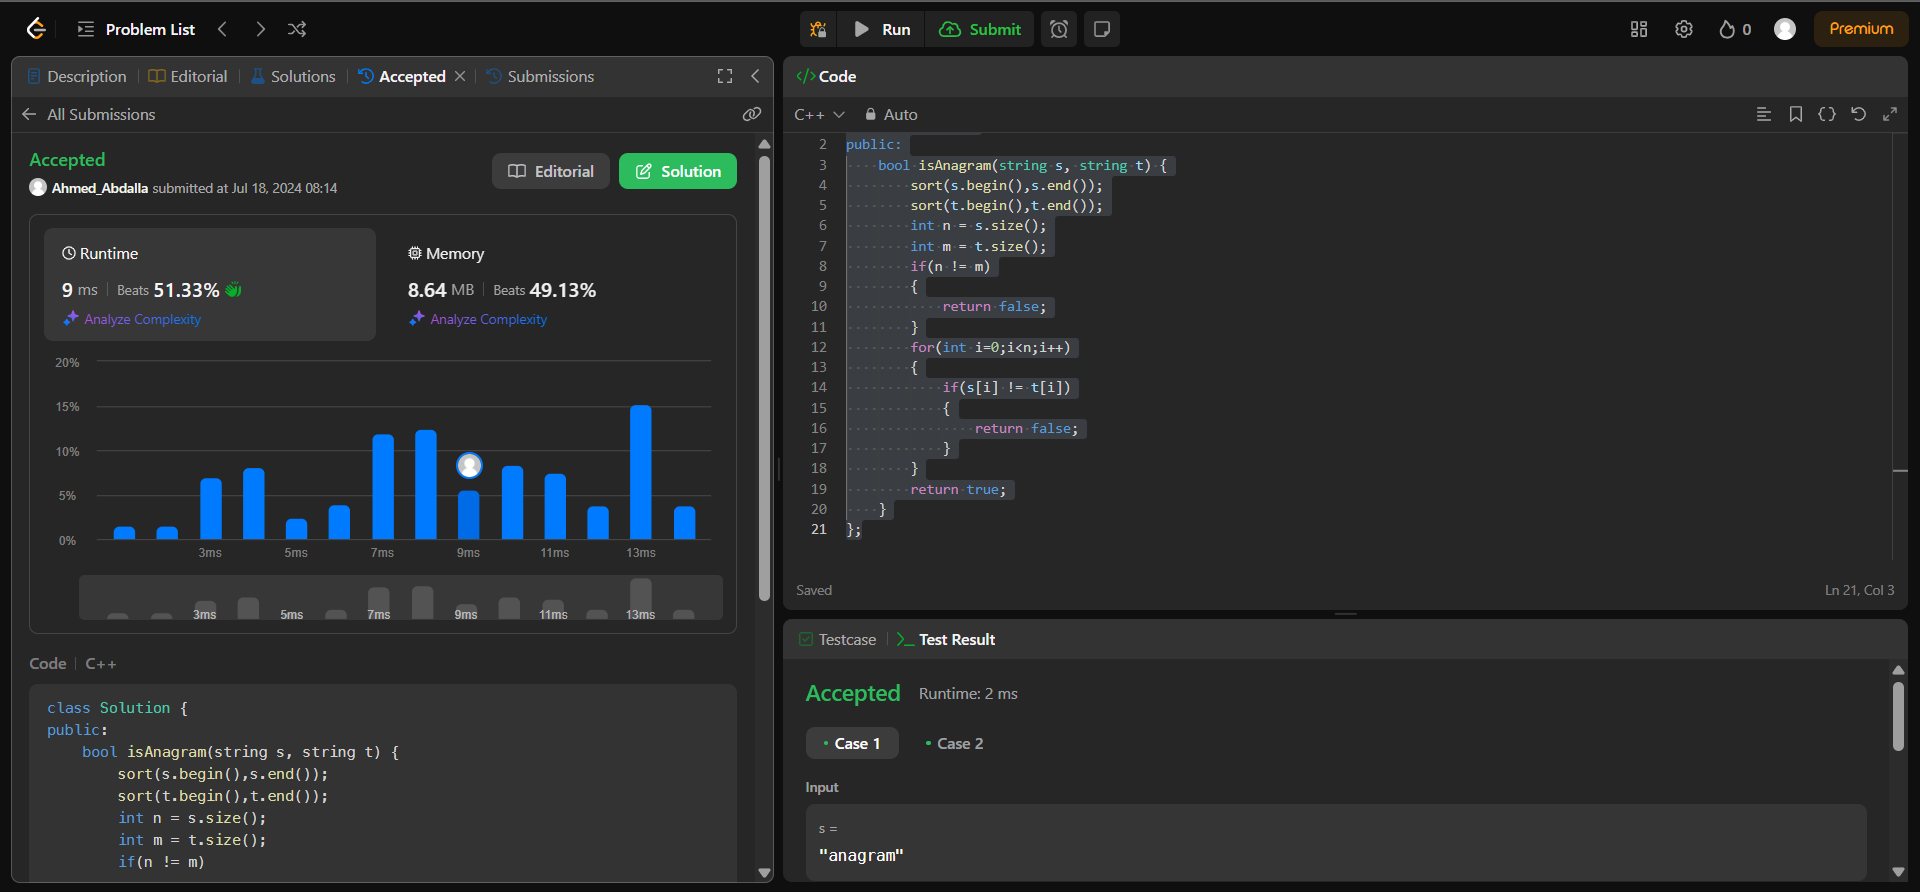 Problem List
Run
Submit
0
Premium
Description
Editorial
Solutions
Accepted
Submissions
All Submissions
Accepted
Ahmed_Abdalla submitted at Jul 18, 2024 08:14
Editorial
Solution
Runtime
9 ms
Beats 51.33%
Analyze Complexity
Memory
8.64 MB
Beats 49.13%
Analyze Complexity
20%
15%
10%
5%
0%
3ms 5ms 7ms 9ms 11ms 13ms
3ms 5ms 7ms 9ms 11ms 13ms
Code
C++
class Solution {
public:
    bool isAnagram(string s, string t) {
        sort(s.begin(),s.end());
        sort(t.begin(),t.end());
        int n = s.size();
        int m = t.size();
        if(n != m)
</> Code
C++
Auto
2 public:
3     bool isAnagram(string s, string t) {
4         sort(s.begin(),s.end());
5         sort(t.begin(),t.end());
6         int n = s.size();
7         int m = t.size();
8         if(n != m)
9         {
10             return false;
11         }
12         for(int i=0;i<n;i++)
13         {
14             if(s[i] != t[i])
15             {
16                 return false;
17             }
18         }
19         return true;
20     }
21 };
Saved
Ln 21, Col 3
Testcase
Test Result
Accepted
Runtime: 2 ms
Case 1
Case 2
Input
s =
"anagram"